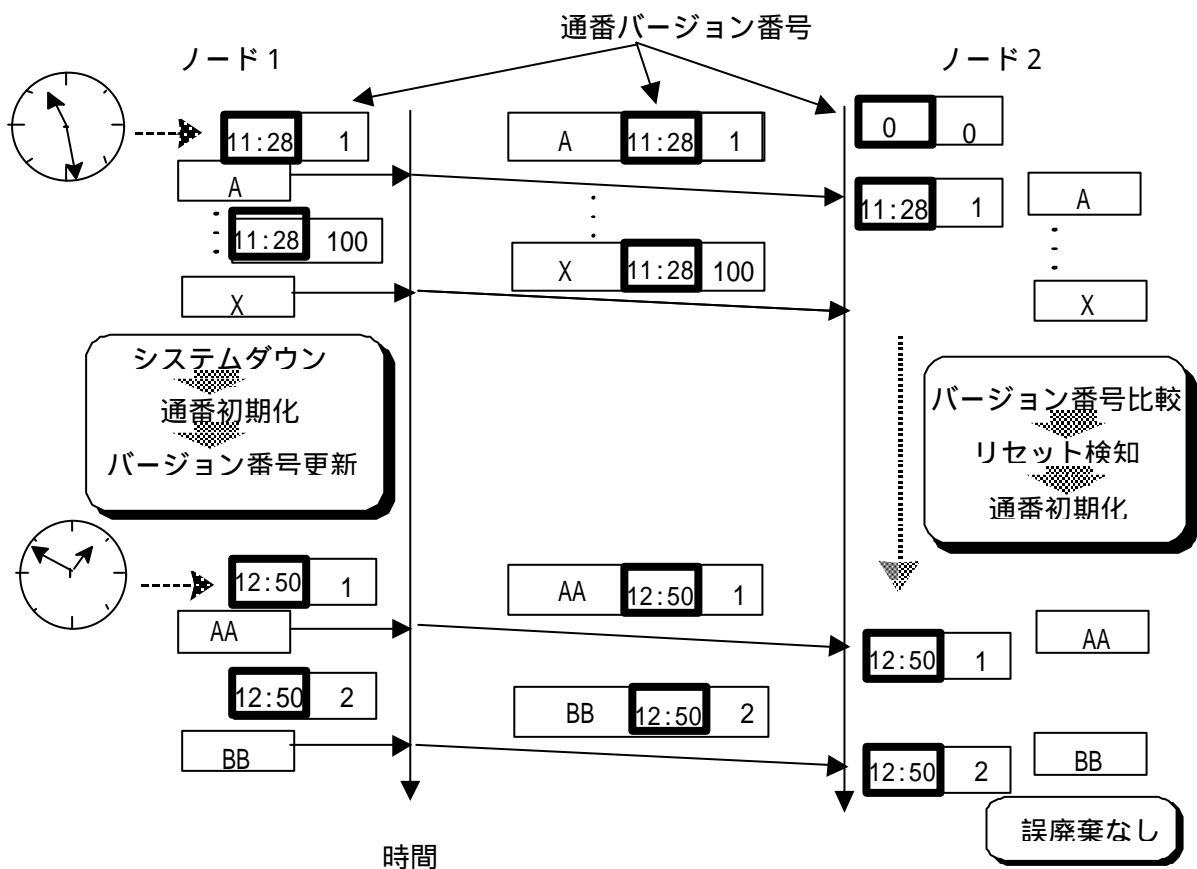 通番バージョン番号
ノード1
ノード2
11:28 1
A 11:28 1
0 0
A
11:28 1
A
11:28 100
X 11:28 100
X
X
システムダウン
通番初期化
バージョン番号更新
バージョン番号比較
リセット検知
通番初期化
12:50 1
AA 12:50 1
AA
12:50 1
AA
12:50 2
BB 12:50 2
BB
12:50 2
BB
誤廃棄なし
時間